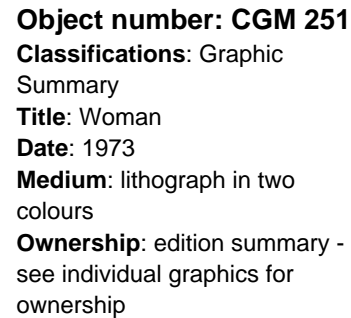 Object number: CGM 251
Classifications: Graphic
Summary
Title: Woman
Date: 1973
Medium: lithograph in two
colours
Ownership: edition summary -
see individual graphics for
ownership